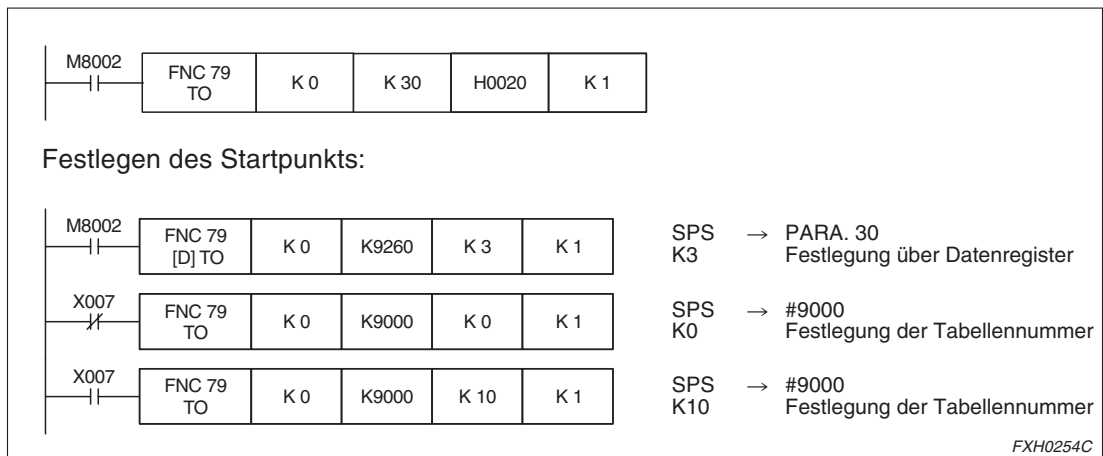 M8002
FNC 79
TO
K 0
K 30
H0020
K 1
Festlegen des Startpunkts:
M8002
FNC 79
[D] TO
K 0
K9260
K 3
K 1
SPS → PARA. 30
K3 Festlegung über Datenregister
X007
FNC 79
TO
K 0
K9000
K 0
K 1
SPS → #9000
K0 Festlegung der Tabellennummer
X007
FNC 79
TO
K 0
K9000
K 10
K 1
SPS → #9000
K10 Festlegung der Tabellennummer
FXH0254C